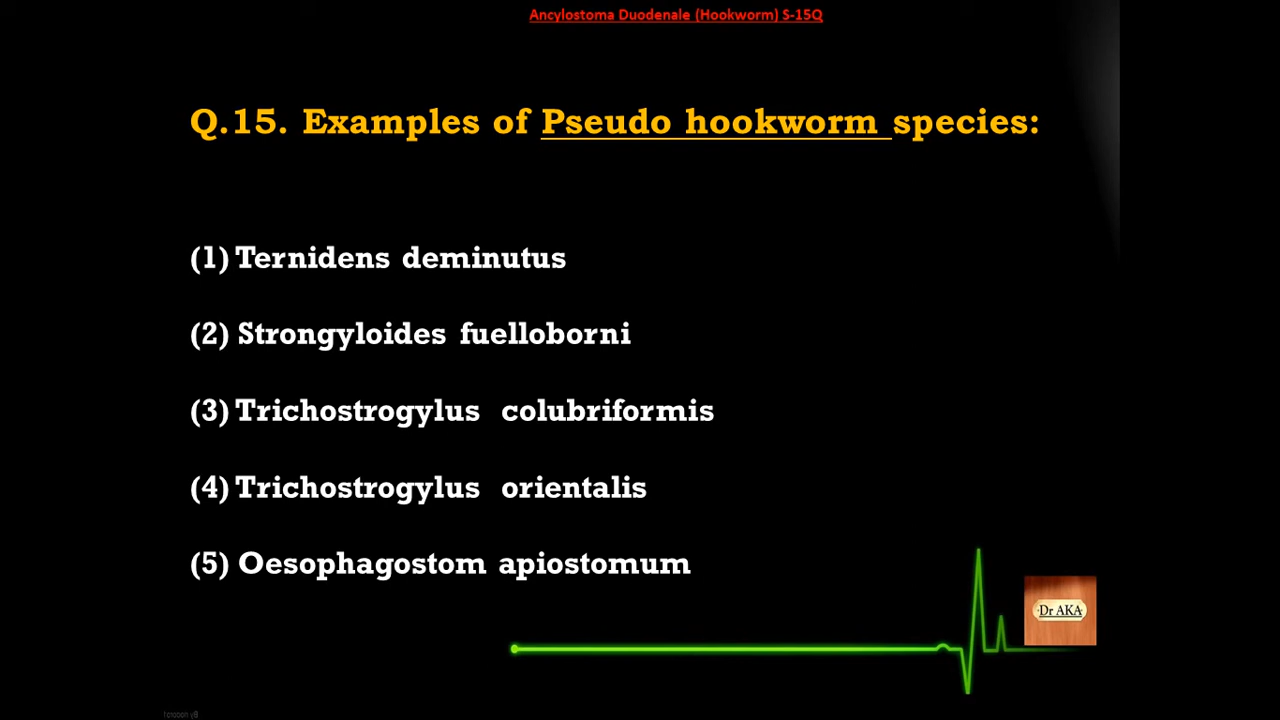 Ancylostoma Duodenale (Hookworm) S-15Q
Q.15. Examples of Pseudo hookworm species:
(1) Ternidens deminutus
(2) Strongyloides fuelloborni
(3) Trichostrogylus colubriformis
(4) Trichostrogylus orientalis
(5) Oesophagostom apiostomum
Dr AKA